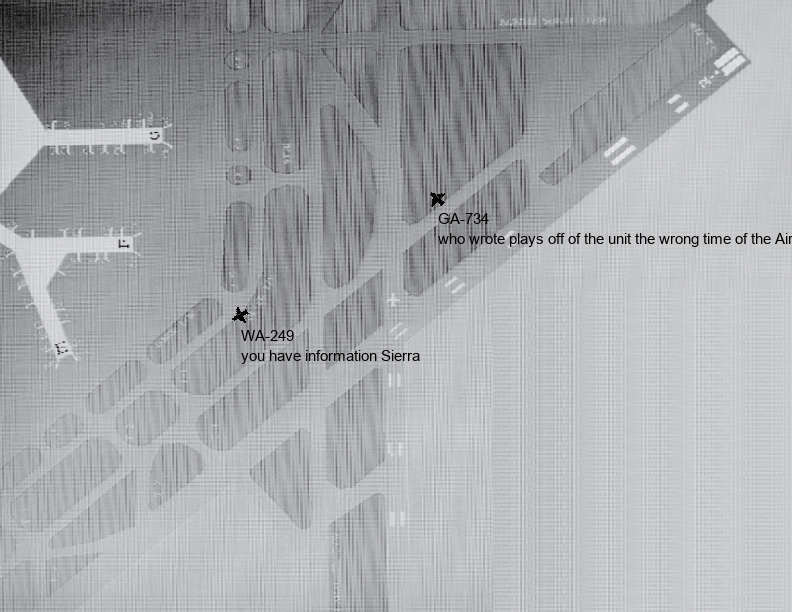 GA-734
who wrote plays off of the unit the wrong time of the Air
WA-249
you have information Sierra